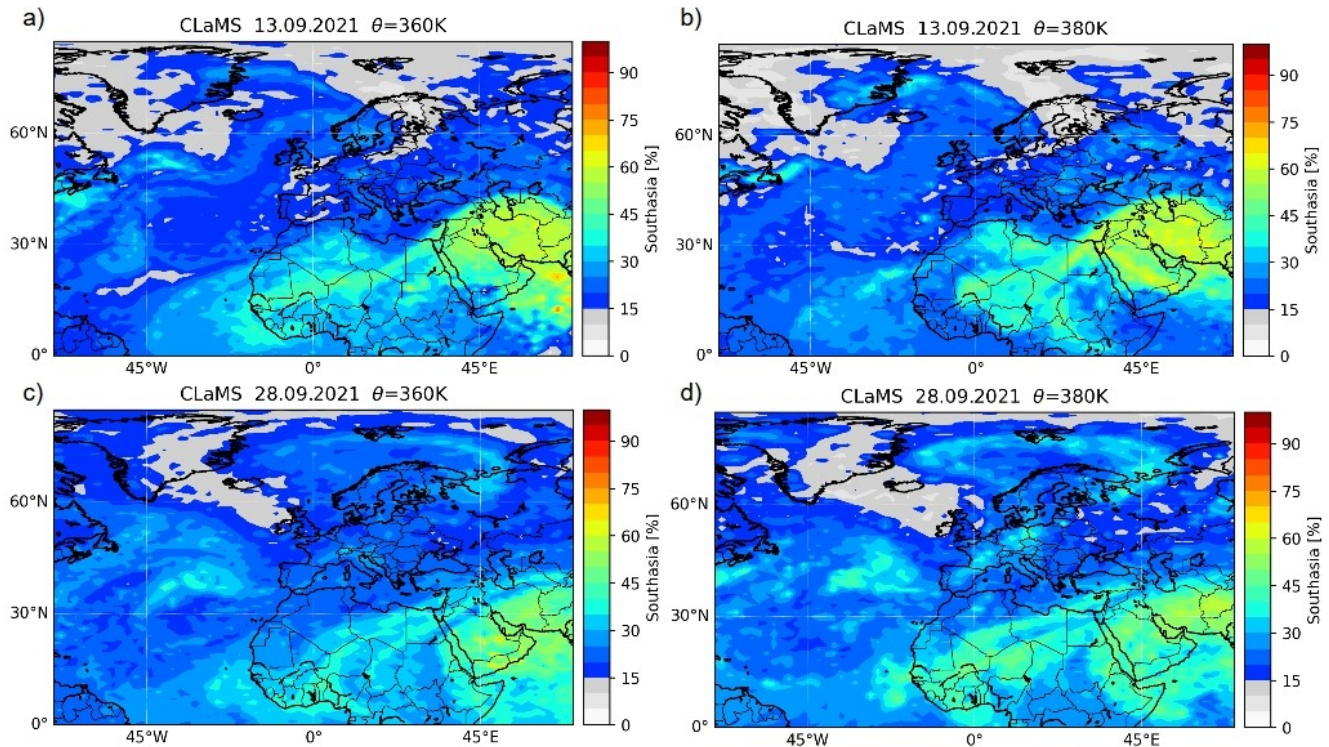 a)
CLaMS 13.09.2021 θ=360K
60°N
30°N
0°
45°W
0°
45°E
90
75
60
45
30
15
0
Southasia [%]
b)
CLaMS 13.09.2021 θ=380K
60°N
30°N
0°
45°W
0°
45°E
90
75
60
45
30
15
0
Southasia [%]
c)
CLaMS 28.09.2021 θ=360K
60°N
30°N
0°
45°W
0°
45°E
90
75
60
45
30
15
0
Southasia [%]
d)
CLaMS 28.09.2021 θ=380K
60°N
30°N
0°
45°W
0°
45°E
90
75
60
45
30
15
0
Southasia [%]